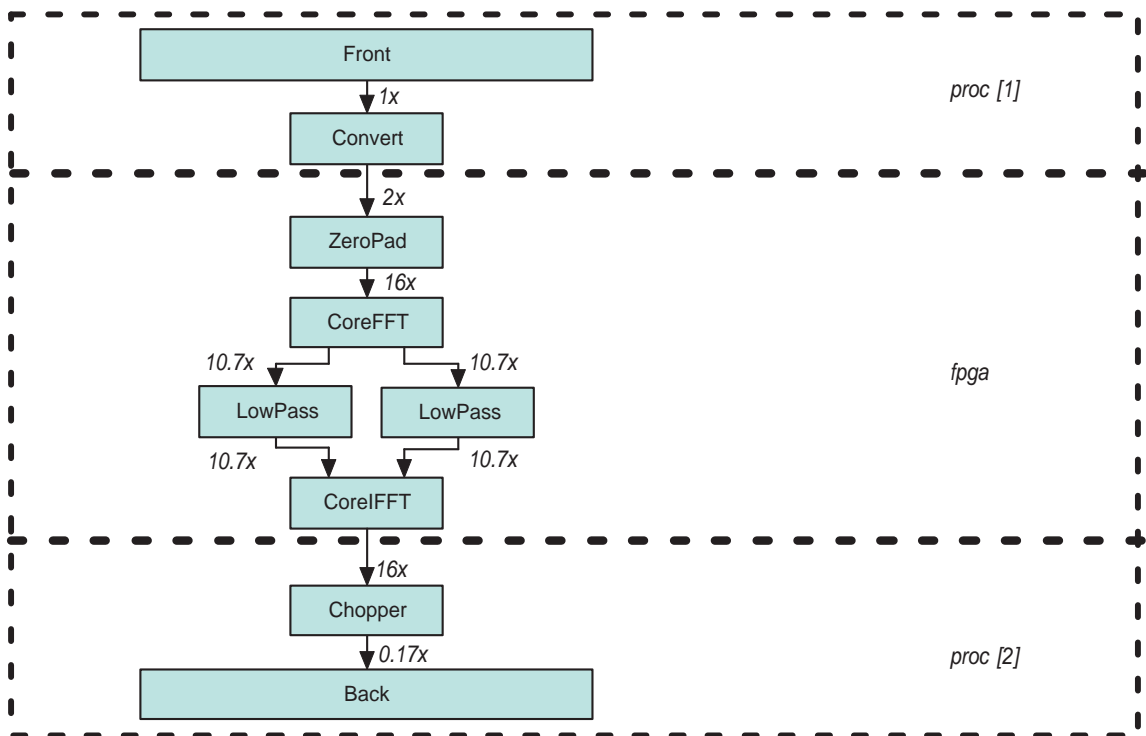 Front
1x
proc [1]
Convert
2x
ZeroPad
16x
CoreFFT
10.7x
10.7x
fpga
LowPass
LowPass
10.7x
10.7x
CoreIFFT
16x
Chopper
0.17x
proc [2]
Back